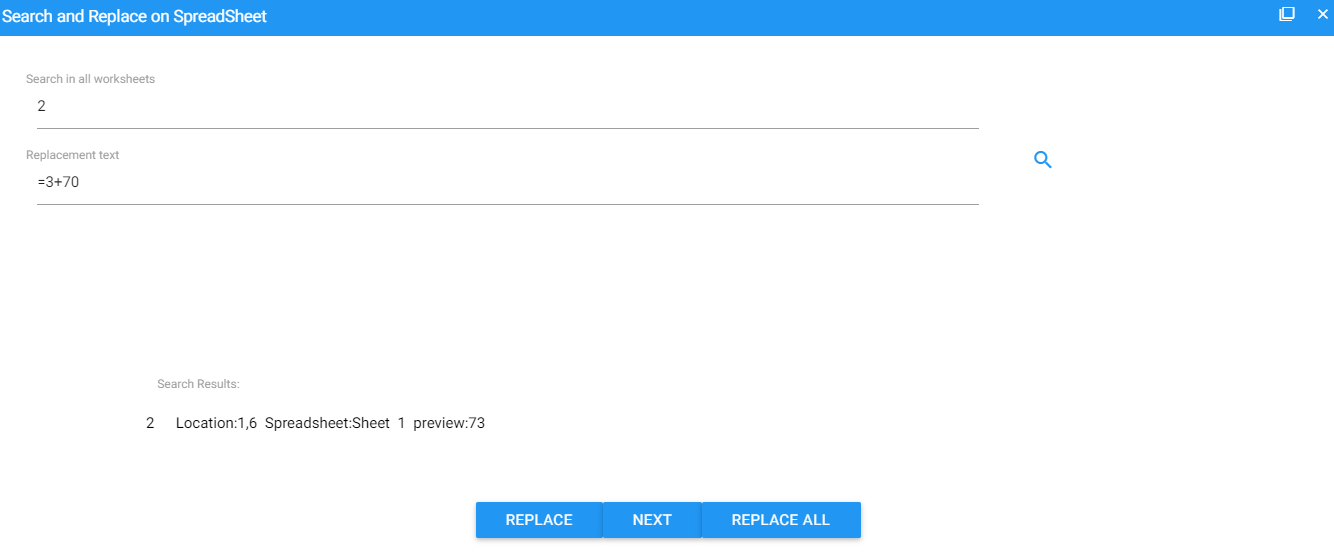 Search and Replace on SpreadSheet
Search in all worksheets
2
Replacement text
=3+70
Search Results:
2 Location:1,6 Spreadsheet:Sheet 1 preview:73
REPLACE NEXT REPLACE ALL